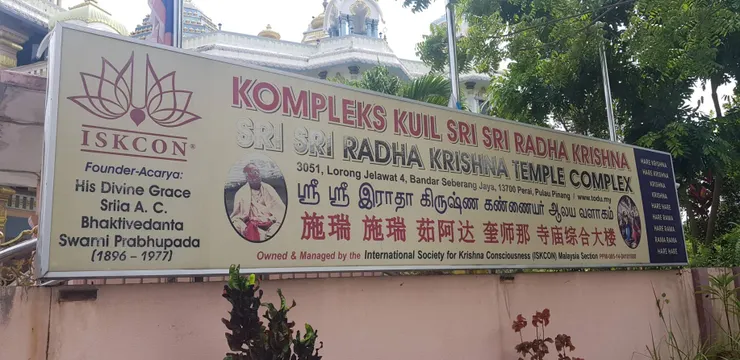 ISKCON®
Founder-Acarya:
His Divine Grace
Srila A. C.
Bhaktivedanta
Swami Prabhupada
(1896 – 1977)
KOMPLEKS KUIL SRI SRI RADHA KRISHNA
SRI SRI RADHA KRISHNA TEMPLE COMPLEX
3051, Lorong Jelawat 4, Bandar Seberang Jaya, 13700 Perai, Pulau Pinang
ஸ்ரீ ஸ்ரீ இராதா கிருஷ்ண கண்ணையர் ஆலய வளாகம்
施瑞 施瑞 茹阿达 奎师那 寺庙综合大楼
Owned & Managed by the International Society for Krishna Consciousness (ISKCON) Malaysia Section
HARE KRISHNA
HARE KRISHNA
KRISHNA KRISHNA
HARE HARE
HARE RAMA
HARE RAMA
RAMA RAMA
HARE HARE